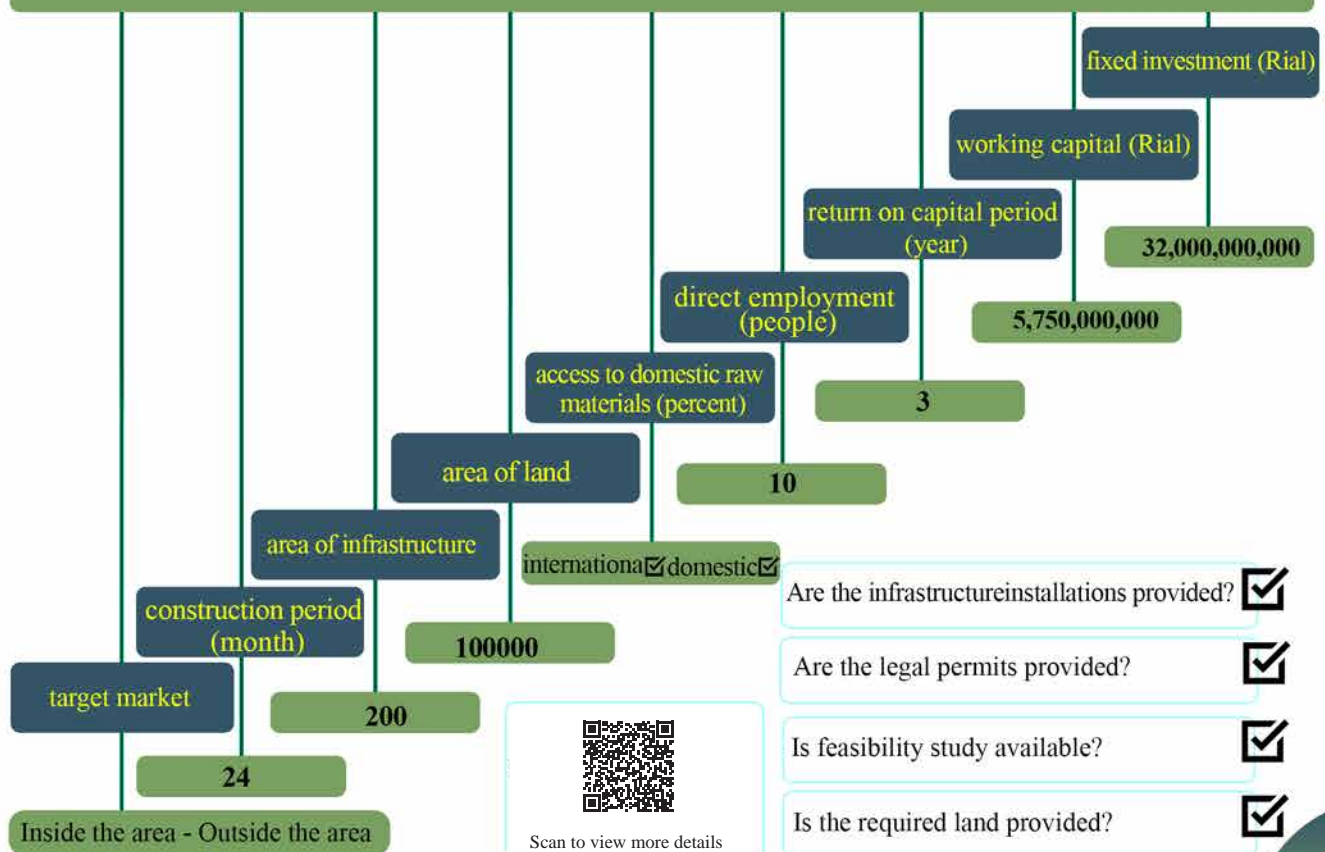 fixed investment (Rial)
32,000,000,000
working capital (Rial)
5,750,000,000
return on capital period
(year)
3
direct employment
(people)
10
access to domestic raw
materials (percent)
internationa☑domestic☑
area of land
100000
area of infrastructure
200
construction period
(month)
24
target market
Inside the area - Outside the area
Scan to view more details
Are the infrastructureinstallations provided? ☑
Are the legal permits provided? ☑
Is feasibility study available? ☑
Is the required land provided? ☑